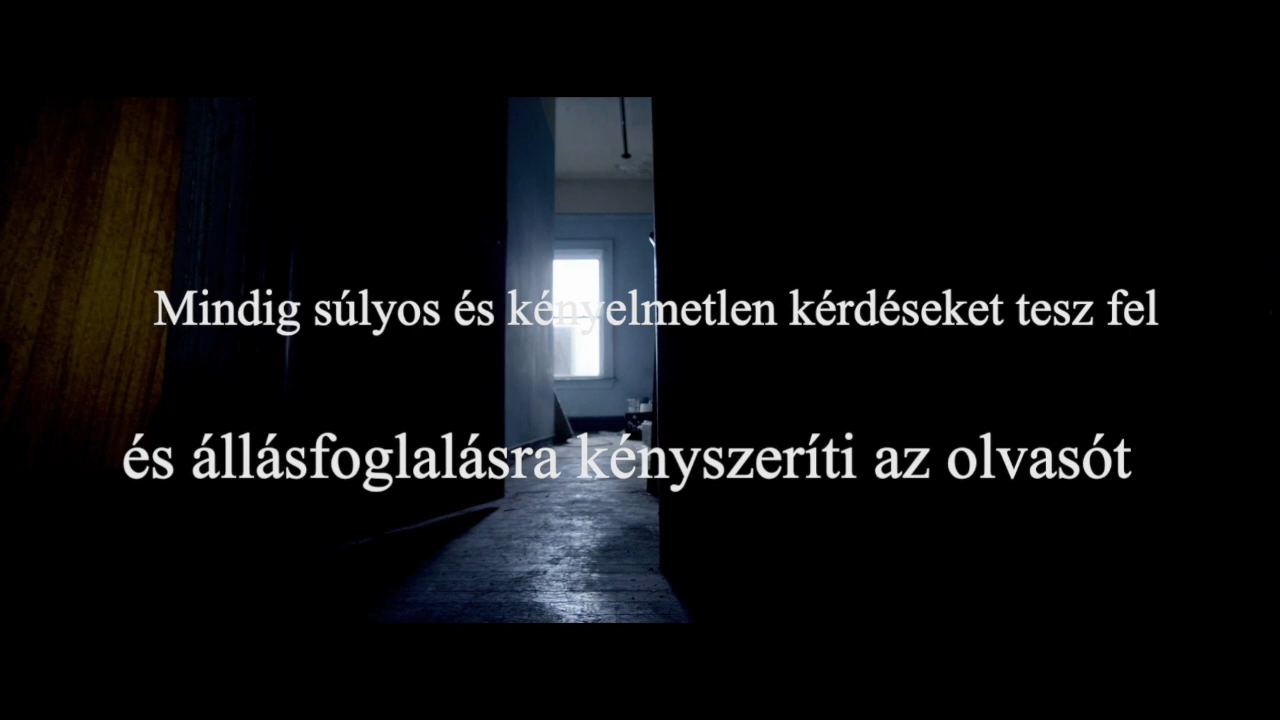 Mindig súlyos és kényelmetlen kérdéseket tesz fel
és állásfoglalásra kényszeríti az olvasót